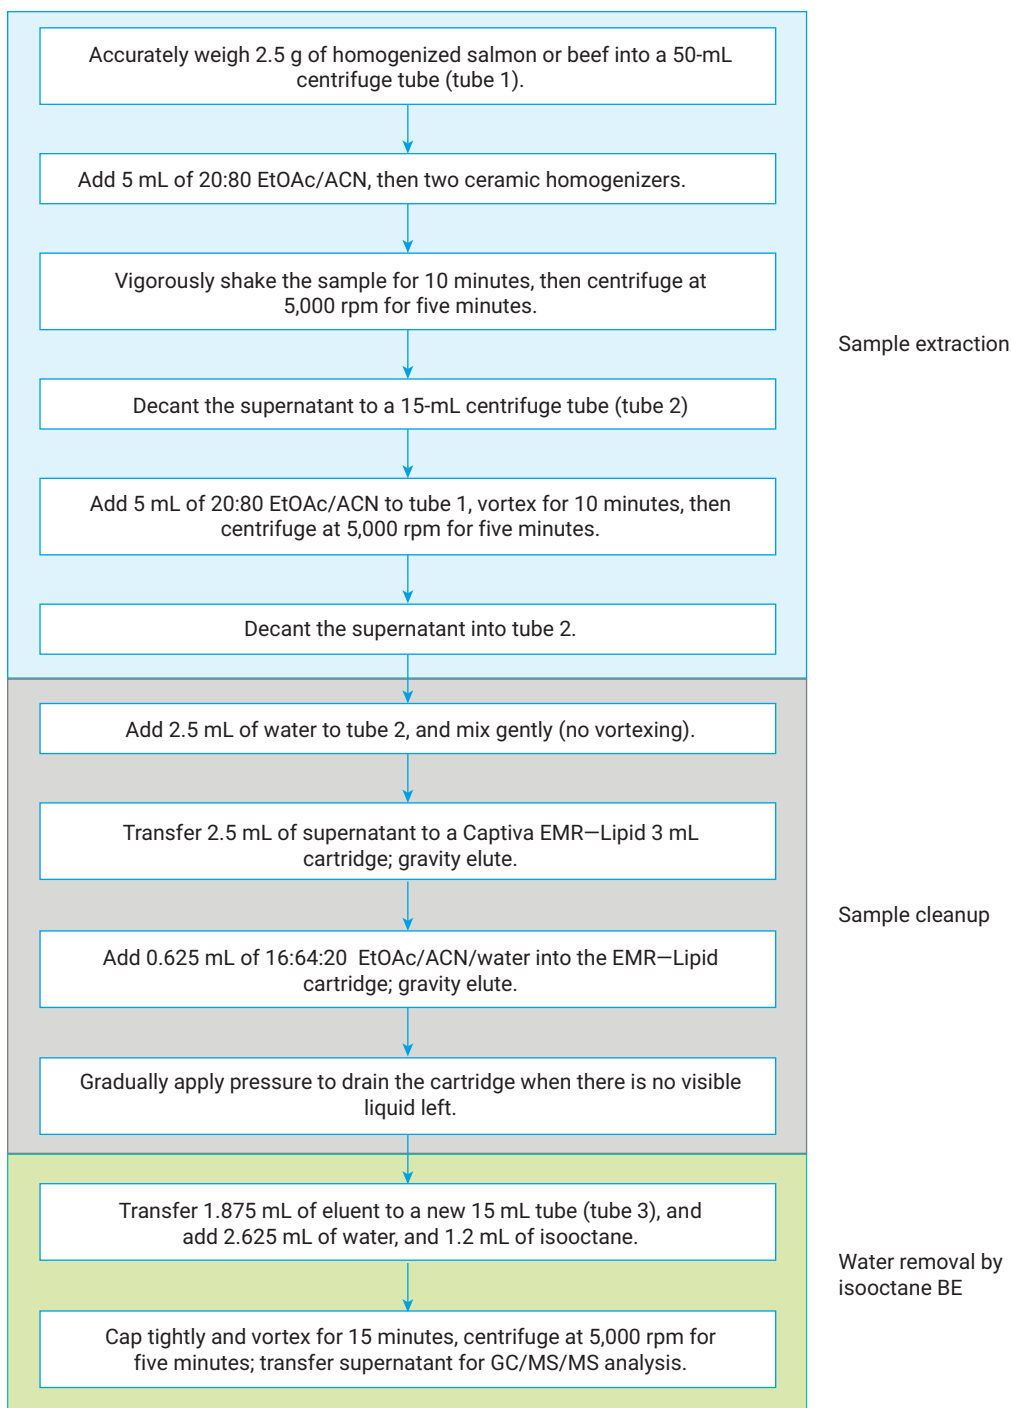 Accurately weigh 2.5 g of homogenized salmon or beef into a 50-mL
centrifuge tube (tube 1).
Add 5 mL of 20:80 EtOAc/ACN, then two ceramic homogenizers.
Vigorously shake the sample for 10 minutes, then centrifuge at
5,000 rpm for five minutes.
Sample extraction
Decant the supernatant to a 15-mL centrifuge tube (tube 2)
Add 5 mL of 20:80 EtOAc/ACN to tube 1, vortex for 10 minutes, then
centrifuge at 5,000 rpm for five minutes.
Decant the supernatant into tube 2.
Add 2.5 mL of water to tube 2, and mix gently (no vortexing).
Transfer 2.5 mL of supernatant to a Captiva EMR—Lipid 3 mL
cartridge; gravity elute.
Sample cleanup
Add 0.625 mL of 16:64:20 EtOAc/ACN/water into the EMR—Lipid
cartridge; gravity elute.
Gradually apply pressure to drain the cartridge when there is no visible
liquid left.
Transfer 1.875 mL of eluent to a new 15 mL tube (tube 3), and
add 2.625 mL of water, and 1.2 mL of isooctane.
Water removal by
isooctane BE
Cap tightly and vortex for 15 minutes, centrifuge at 5,000 rpm for
five minutes; transfer supernatant for GC/MS/MS analysis.